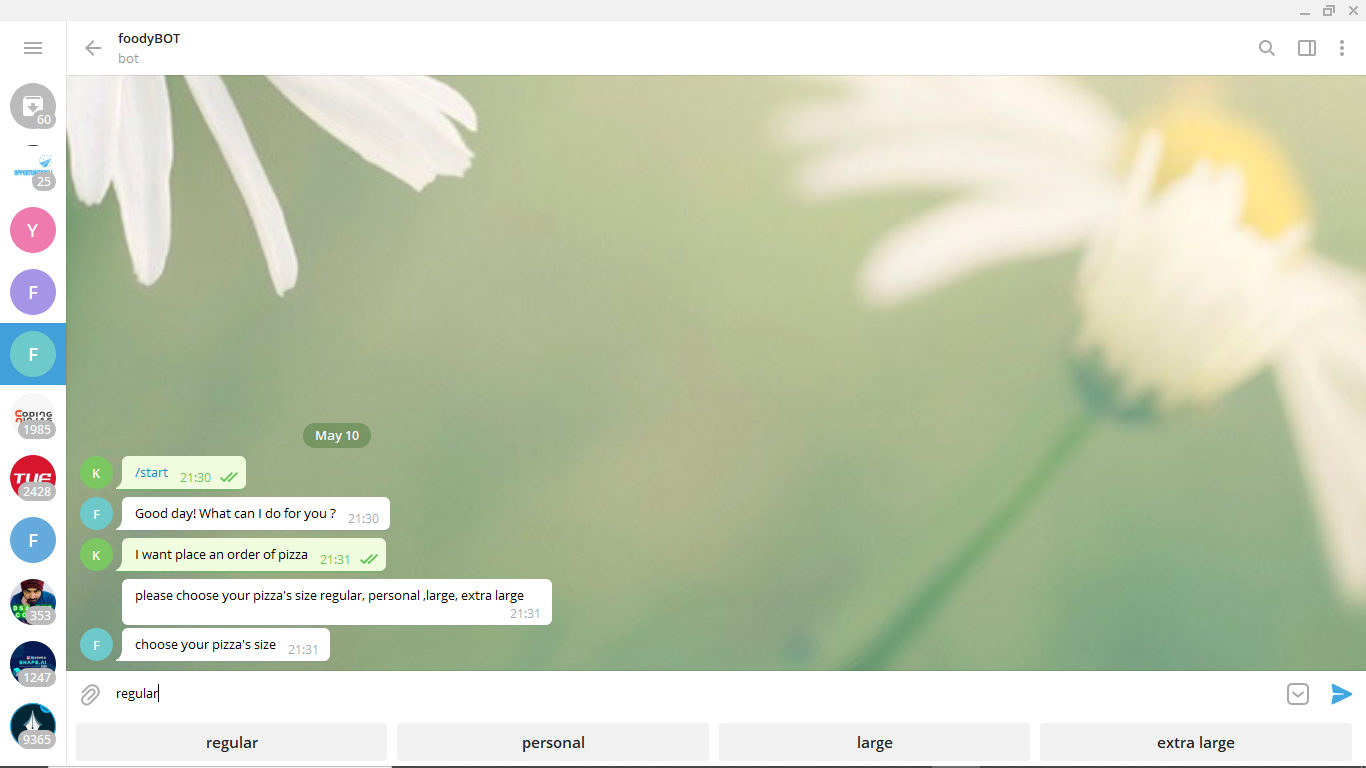 foodyBOT
bot
60
25
Y
F
F
CODING
1985
TUF
2428
F
353
1247
9365
May 10
K
/start 21:30
F
Good day! What can I do for you ? 21:30
K
I want place an order of pizza 21:31
please choose your pizza's size regular, personal ,large, extra large
21:31
F
choose your pizza's size 21:31
regular
regular personal large extra large